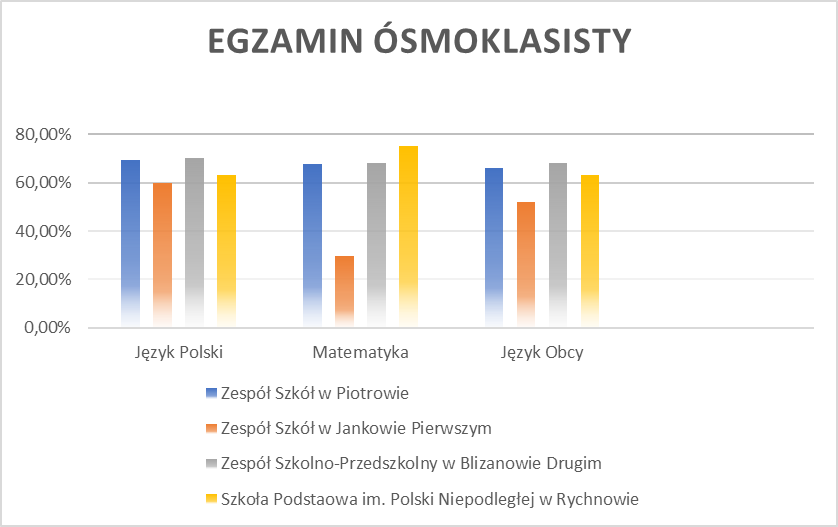 EGZAMIN ÓSMOKLASISTY
80,00%
60,00%
40,00%
20,00%
0,00%
Język Polski Matematyka Język Obcy
Zespół Szkół w Piotrowie
Zespół Szkół w Jankowie Pierwszym
Zespół Szkolno-Przedszkolny w Blizanowie Drugim
Szkoła Podstaowa im. Polski Niepodległej w Rychnowie